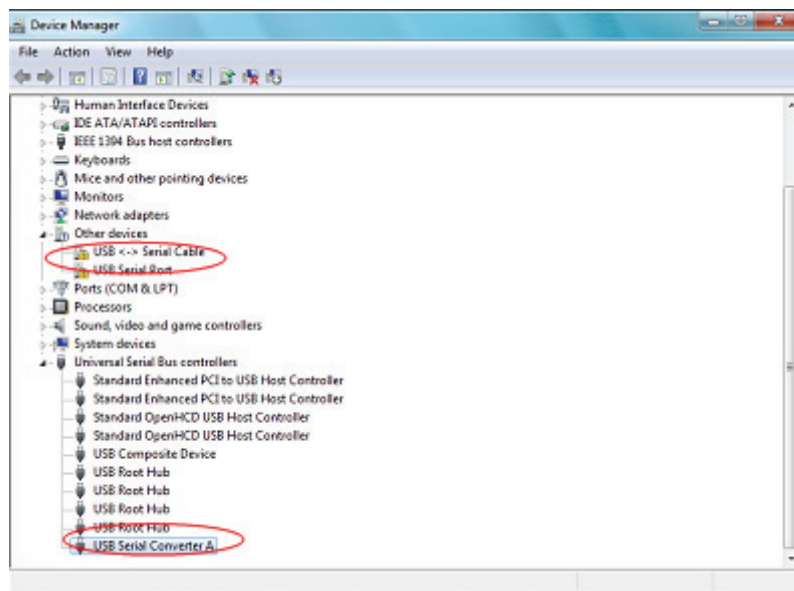 Device Manager
File Action View Help
Human Interface Devices
IDE ATA/ATAPI controllers
IEEE 1394 Bus host controllers
Keyboards
Mice and other pointing devices
Monitors
Network adapters
Other devices
USB <-> Serial Cable
USB Serial Port
Ports (COM & LPT)
Processors
Sound, video and game controllers
System devices
Universal Serial Bus controllers
Standard Enhanced PCI to USB Host Controller
Standard Enhanced PCI to USB Host Controller
Standard OpenHCD USB Host Controller
Standard OpenHCD USB Host Controller
USB Composite Device
USB Root Hub
USB Root Hub
USB Root Hub
USB Root Hub
USB Serial Converter A